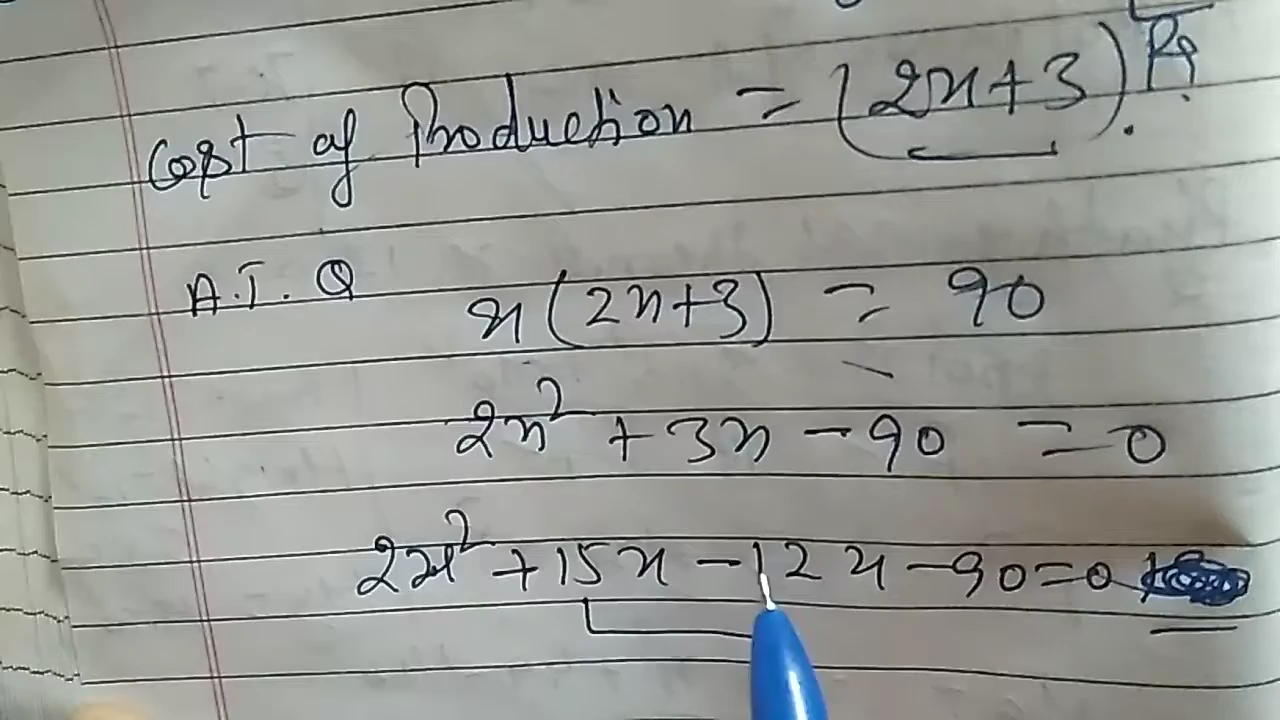 Cost of Production = (2x+3) Rs.
A.T.Q
x(2x+3) = 90
2x² + 3x - 90 = 0
2x² + 15x - 12x - 90 = 0